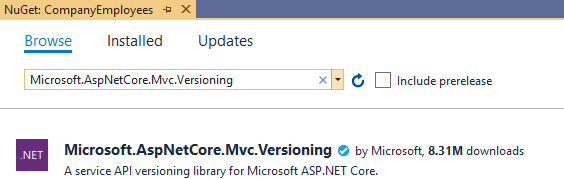 NuGet: CompanyEmployees
Browse Installed Updates
Microsoft.AspNetCore.Mvc.Versioning
Include prerelease
.NET
Microsoft.AspNetCore.Mvc.Versioning by Microsoft, 8.31M downloads
A service API versioning library for Microsoft ASP.NET Core.